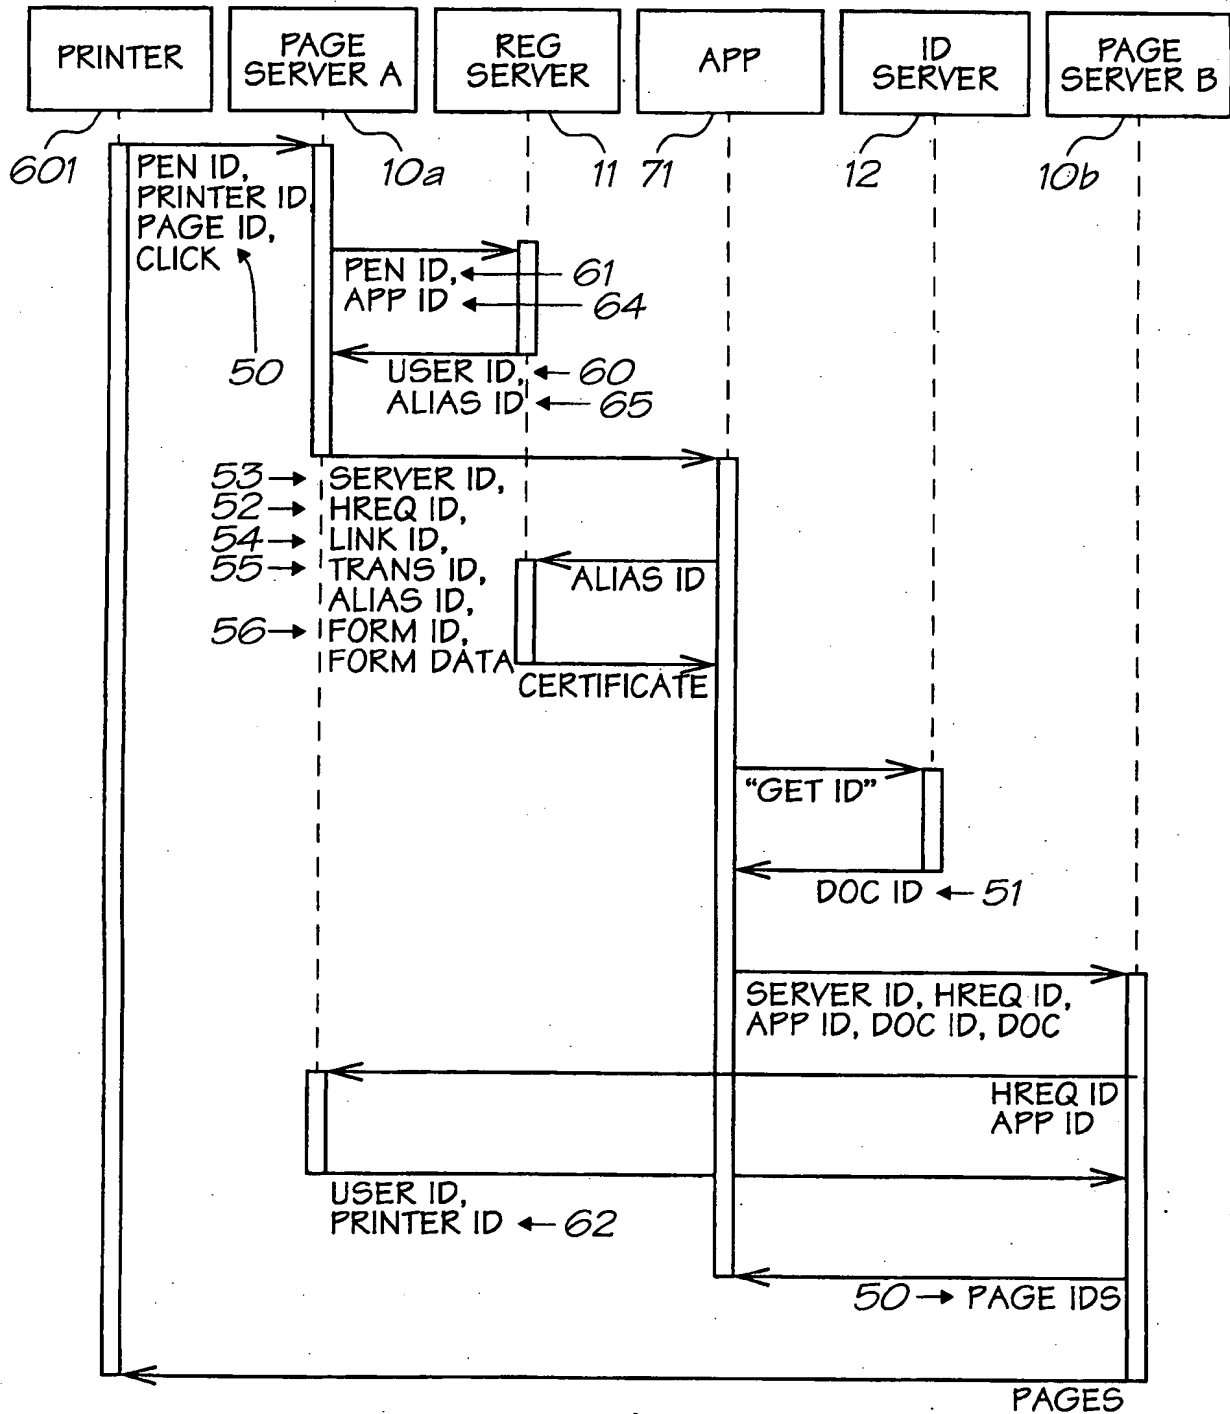 PRINTER
PAGE
SERVER A
REG
SERVER
APP
ID
SERVER
PAGE
SERVER B
601
10a
11
71
12
10b
PEN ID,
PRINTER ID
PAGE ID,
CLICK
50
PEN ID,
61
APP ID
64
USER ID,
60
ALIAS ID
65
53
SERVER ID,
52
HREQ ID,
54
LINK ID,
55
TRANS ID,
ALIAS ID,
56
FORM ID,
FORM DATA
ALIAS ID
CERTIFICATE
“GET ID”
DOC ID
51
SERVER ID, HREQ ID,
APP ID, DOC ID, DOC
HREQ ID
APP ID
USER ID,
PRINTER ID
62
50
PAGE IDS
PAGES